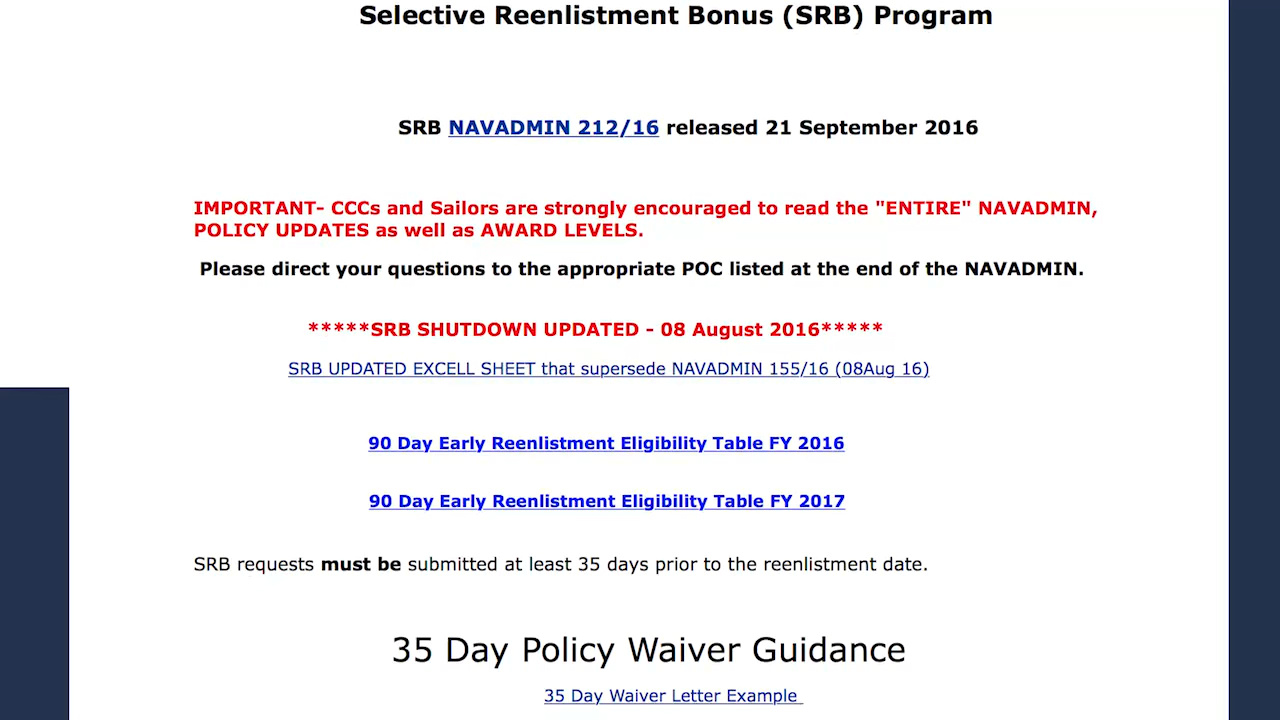 Selective Reenlistment Bonus (SRB) Program
SRB NAVADMIN 212/16 released 21 September 2016
IMPORTANT- CCCs and Sailors are strongly encouraged to read the "ENTIRE" NAVADMIN,
POLICY UPDATES as well as AWARD LEVELS.
Please direct your questions to the appropriate POC listed at the end of the NAVADMIN.
*****SRB SHUTDOWN UPDATED - 08 August 2016*****
SRB UPDATED EXCELL SHEET that supersede NAVADMIN 155/16 (08Aug 16)
90 Day Early Reenlistment Eligibility Table FY 2016
90 Day Early Reenlistment Eligibility Table FY 2017
SRB requests must be submitted at least 35 days prior to the reenlistment date.
35 Day Policy Waiver Guidance
35 Day Waiver Letter Example